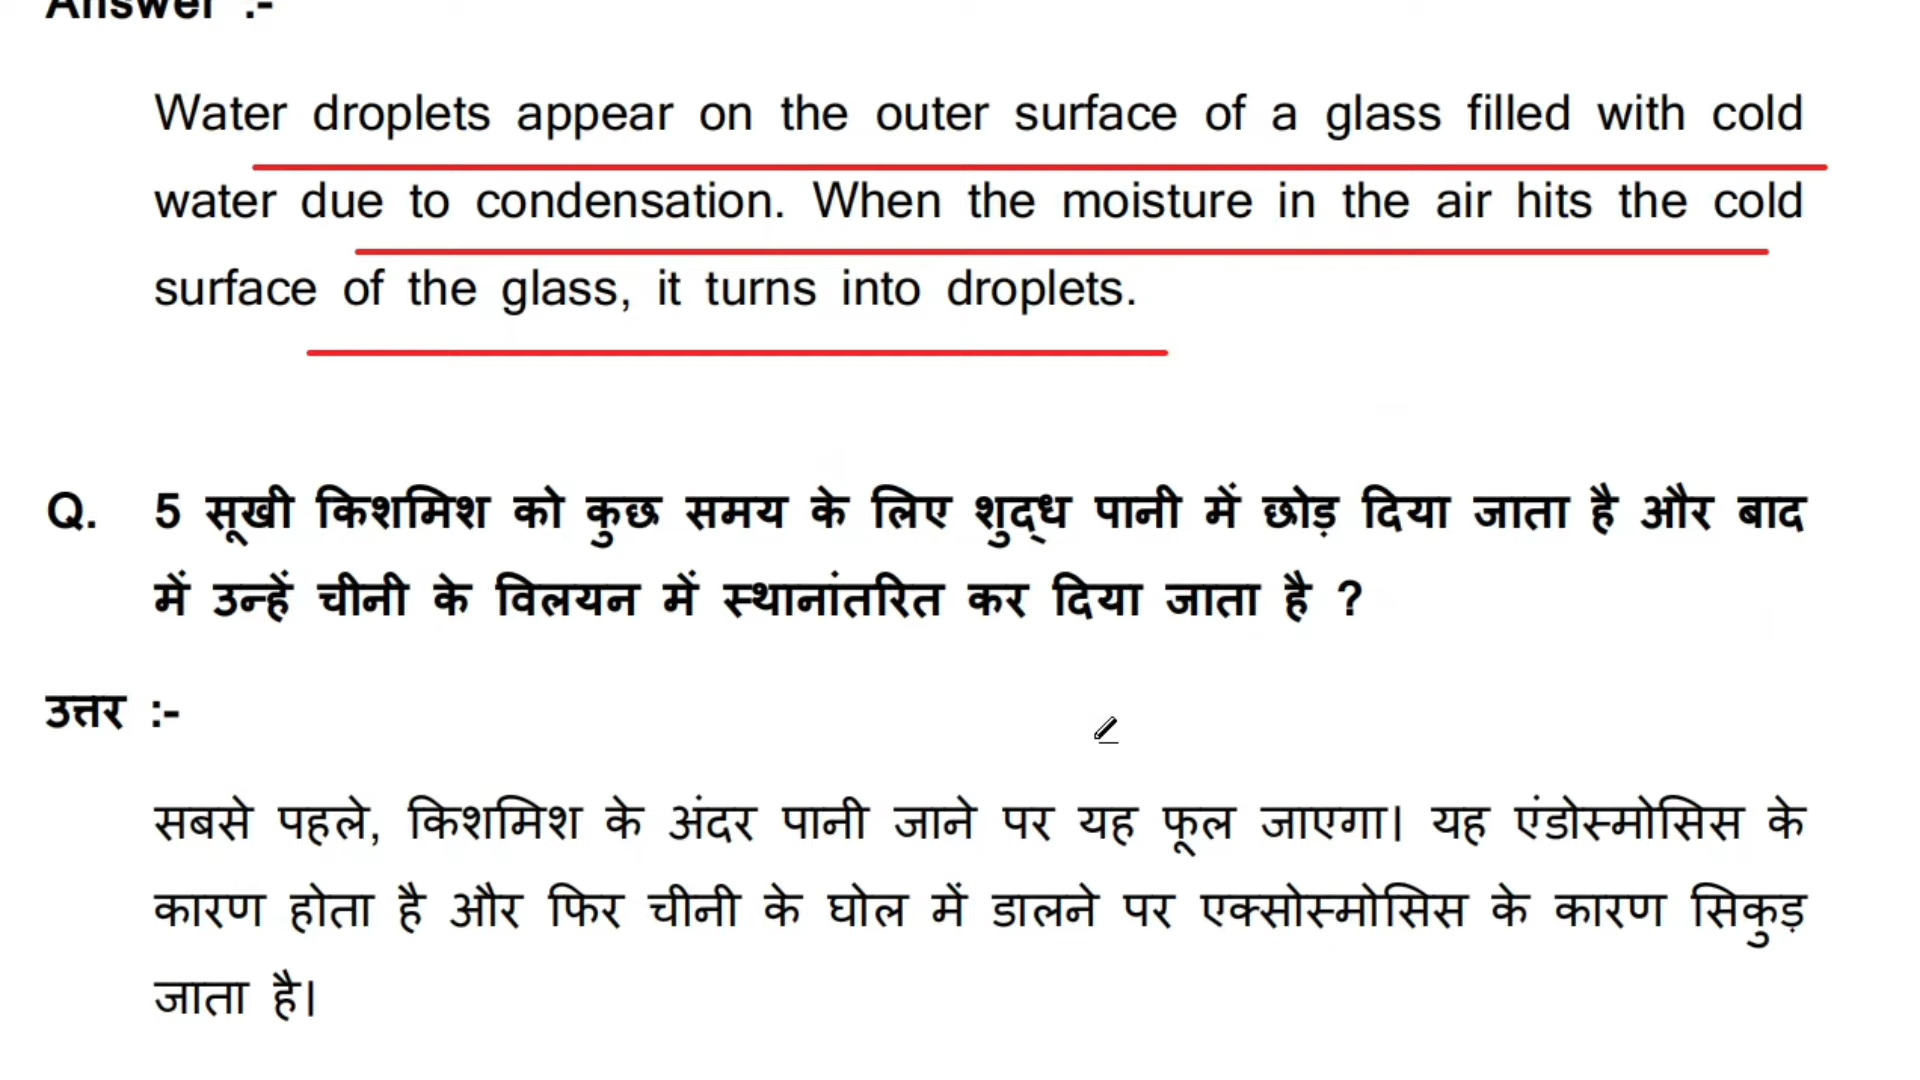 Answer :-
Water droplets appear on the outer surface of a glass filled with cold
water due to condensation. When the moisture in the air hits the cold
surface of the glass, it turns into droplets.
Q. 5 सूखी किशमिश को कुछ समय के लिए शुद्ध पानी में छोड़ दिया जाता है और बाद
में उन्हें चीनी के विलयन में स्थानांतरित कर दिया जाता है ?
उत्तर :-
सबसे पहले, किशमिश के अंदर पानी जाने पर यह फूल जाएगा। यह एंडोस्मोसिस के
कारण होता है और फिर चीनी के घोल में डालने पर एक्सोस्मोसिस के कारण सिकुड़
जाता है।